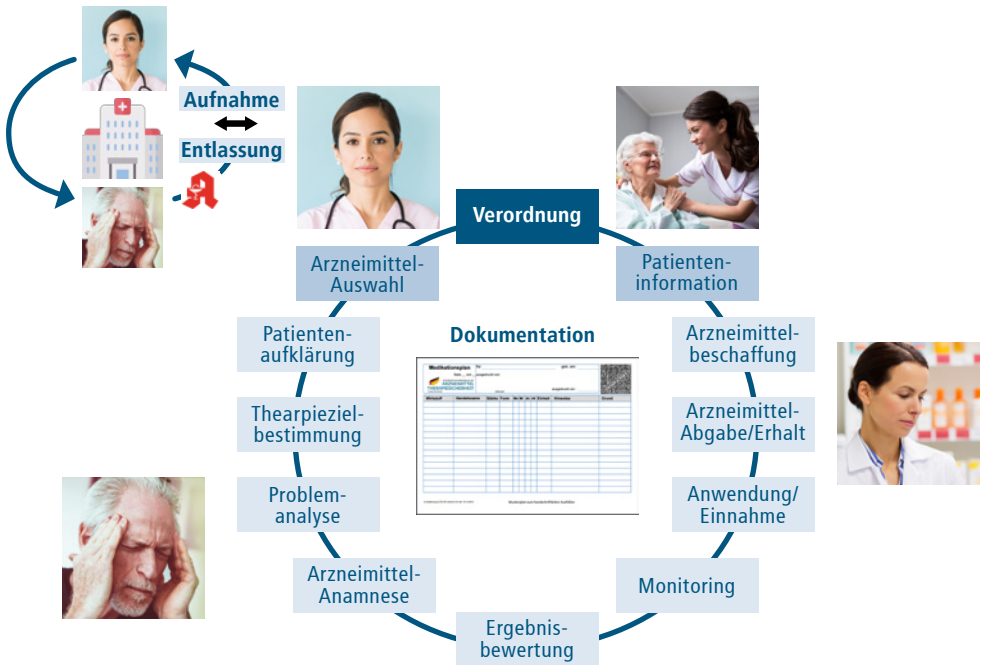 Aufnahme
Entlassung
Verordnung
Arzneimittel-
Auswahl
Patienten-
information
Patienten-
aufklärung
Dokumentation
Arzneimittel-
beschaffung
Medikationsplan
Thearpieziel-
bestimmung
Arzneimittel-
Abgabe/Erhalt
Problem-
analyse
Anwendung/
Einnahme
Arzneimittel-
Anamnese
Monitoring
Ergebnis-
bewertung